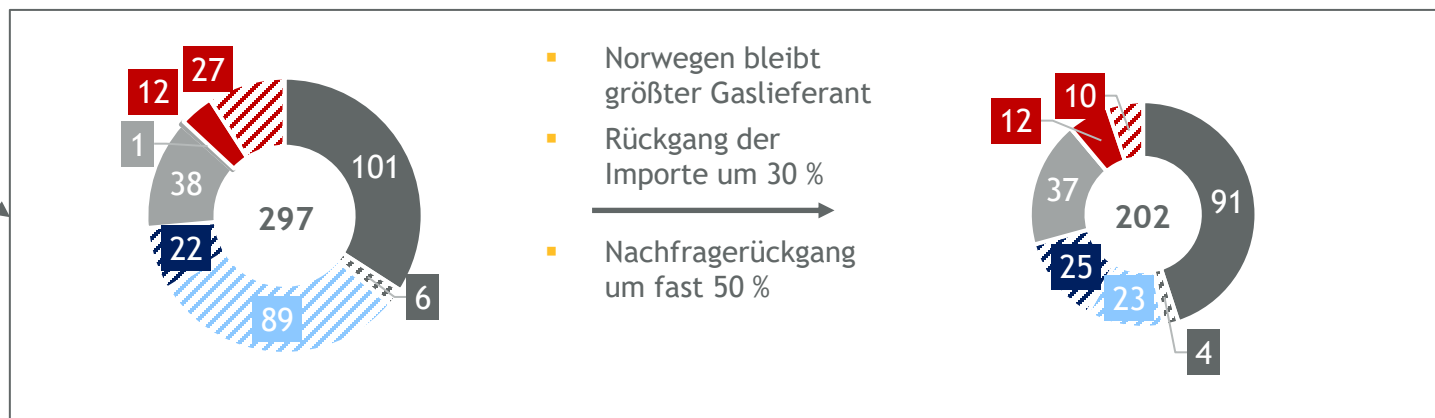 27
12
1
38
101
297
22
89
6
Norwegen bleibt
größter Gaslieferant
Rückgang der
Importe um 30 %
Nachfragerückgang
um fast 50 %
10
12
37
91
202
25
23
4